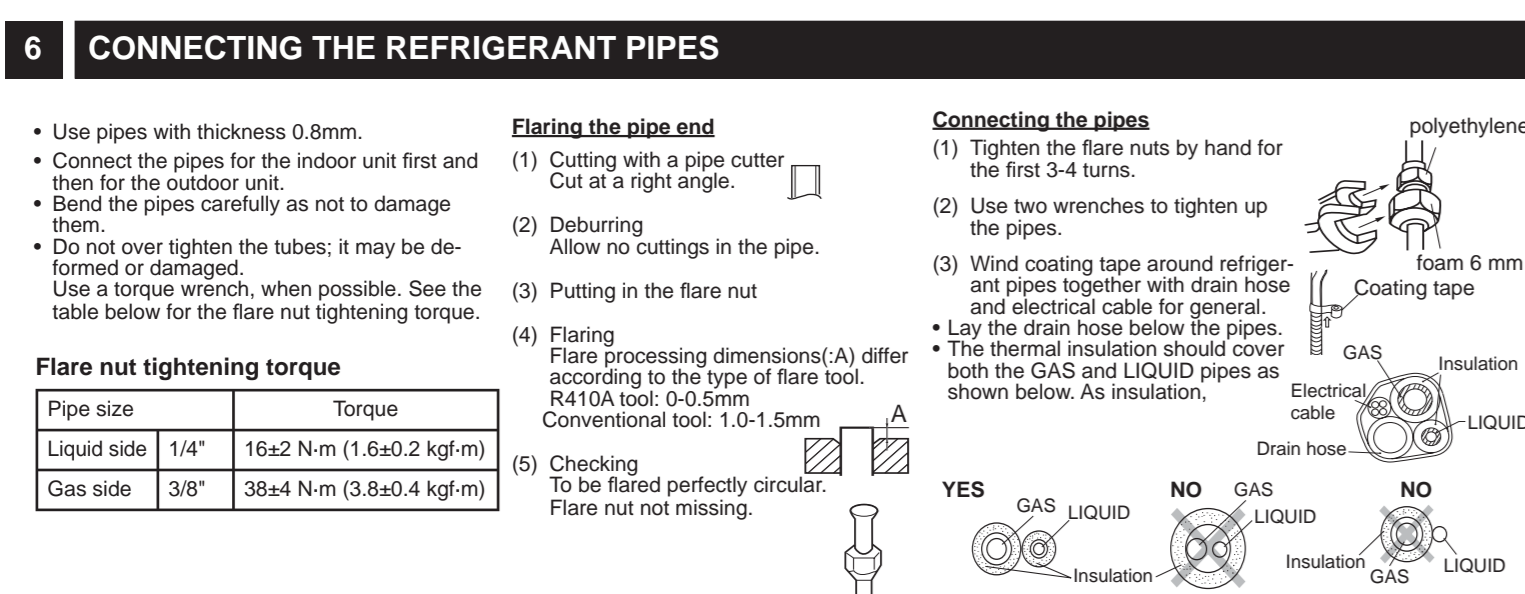 6 CONNECTING THE REFRIGERANT PIPES
• Use pipes with thickness 0.8mm.
• Connect the pipes for the indoor unit first and
then for the outdoor unit.
• Bend the pipes carefully as not to damage
them.
• Do not over tighten the tubes; it may be de-
formed or damaged.
Use a torque wrench, when possible. See the
table below for the flare nut tightening torque.
Flare nut tightening torque
Pipe size Torque
Liquid side 1/4" 16±2 N·m (1.6±0.2 kgf·m)
Gas side 3/8" 38±4 N·m (3.8±0.4 kgf·m)
Flaring the pipe end
(1) Cutting with a pipe cutter
Cut at a right angle.
(2) Deburring
Allow no cuttings in the pipe.
(3) Putting in the flare nut
(4) Flaring
Flare processing dimensions(:A) differ
according to the type of flare tool.
R410A tool: 0-0.5mm
Conventional tool: 1.0-1.5mm
A
(5) Checking
To be flared perfectly circular.
Flare nut not missing.
Connecting the pipes
(1) Tighten the flare nuts by hand for
the first 3-4 turns.
(2) Use two wrenches to tighten up
the pipes.
(3) Wind coating tape around refriger-
ant pipes together with drain hose
and electrical cable for general.
• Lay the drain hose below the pipes.
• The thermal insulation should cover
both the GAS and LIQUID pipes as
shown below. As insulation,
polyethylene
foam 6 mm
Coating tape
GAS
Insulation
Electrical
cable
LIQUID
Drain hose
YES
GAS
LIQUID
Insulation
NO
GAS
LIQUID
NO
Insulation
GAS
LIQUID